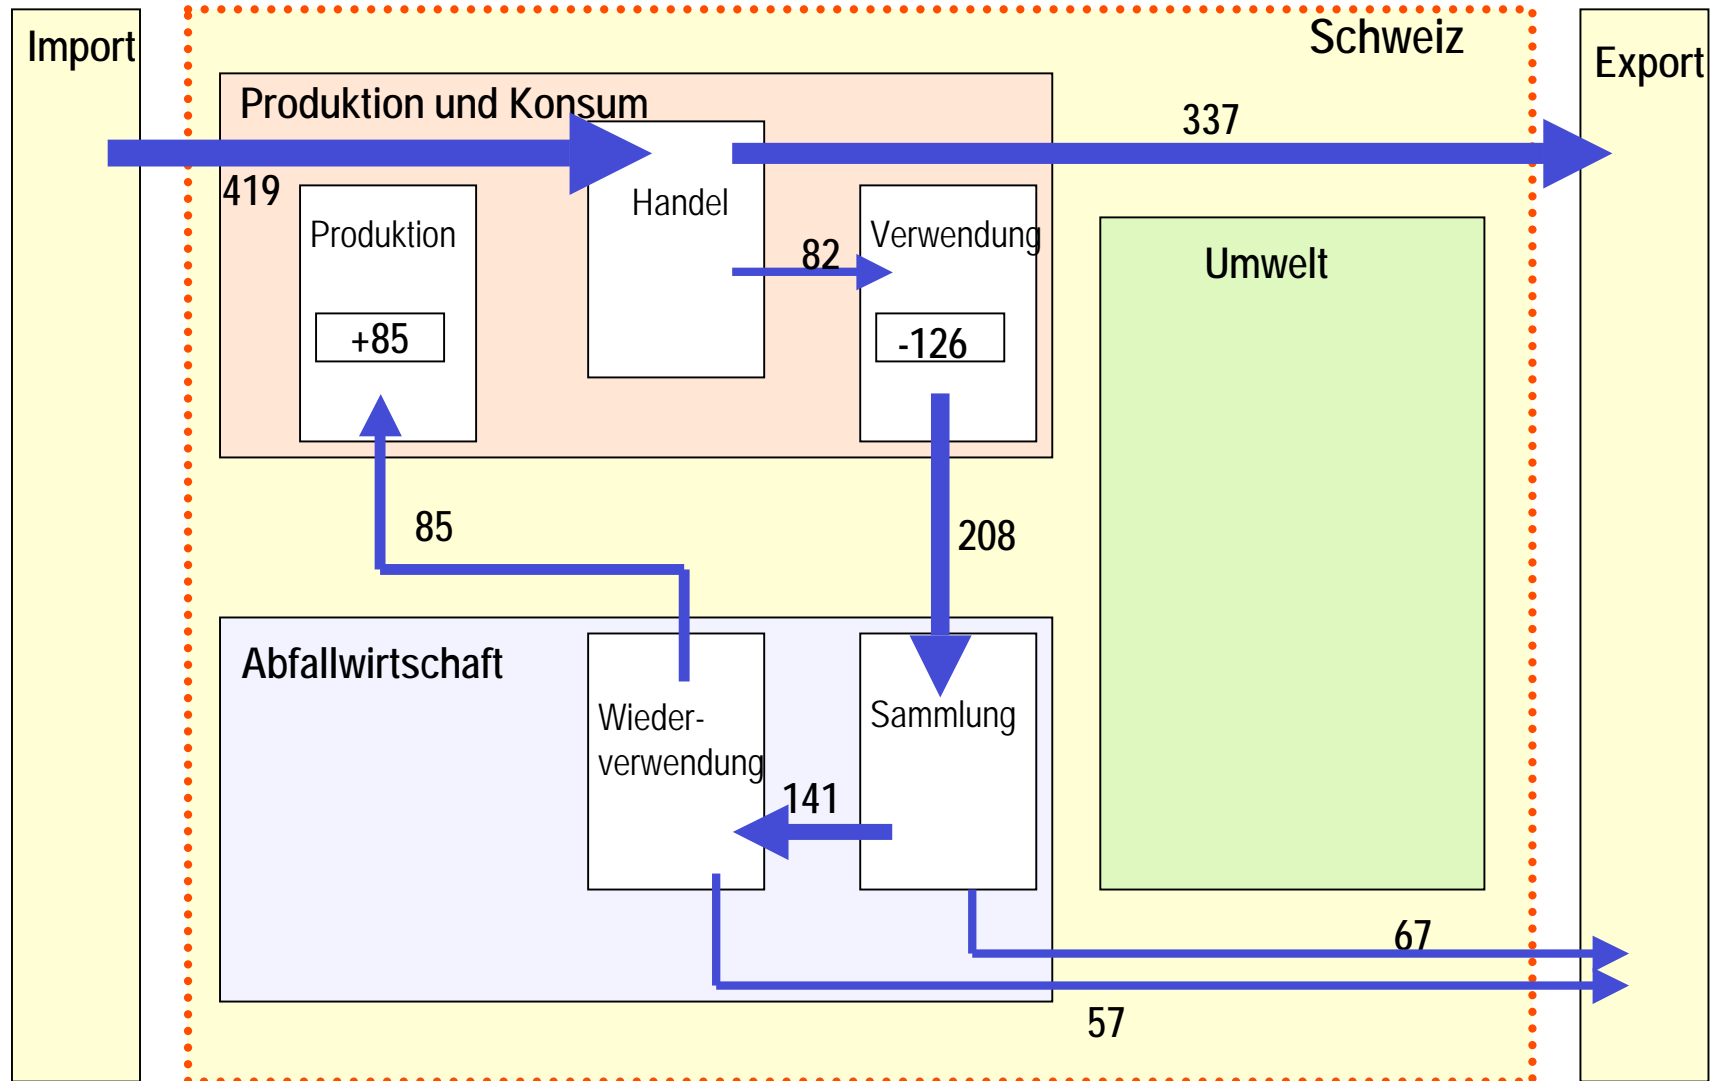 Import
Schweiz
Export
Produktion und Konsum
337
419
Handel
Produktion
82
Verwendung
Umwelt
+85
-126
85
208
Abfallwirtschaft
Wieder-
verwendung
Sammlung
141
67
57